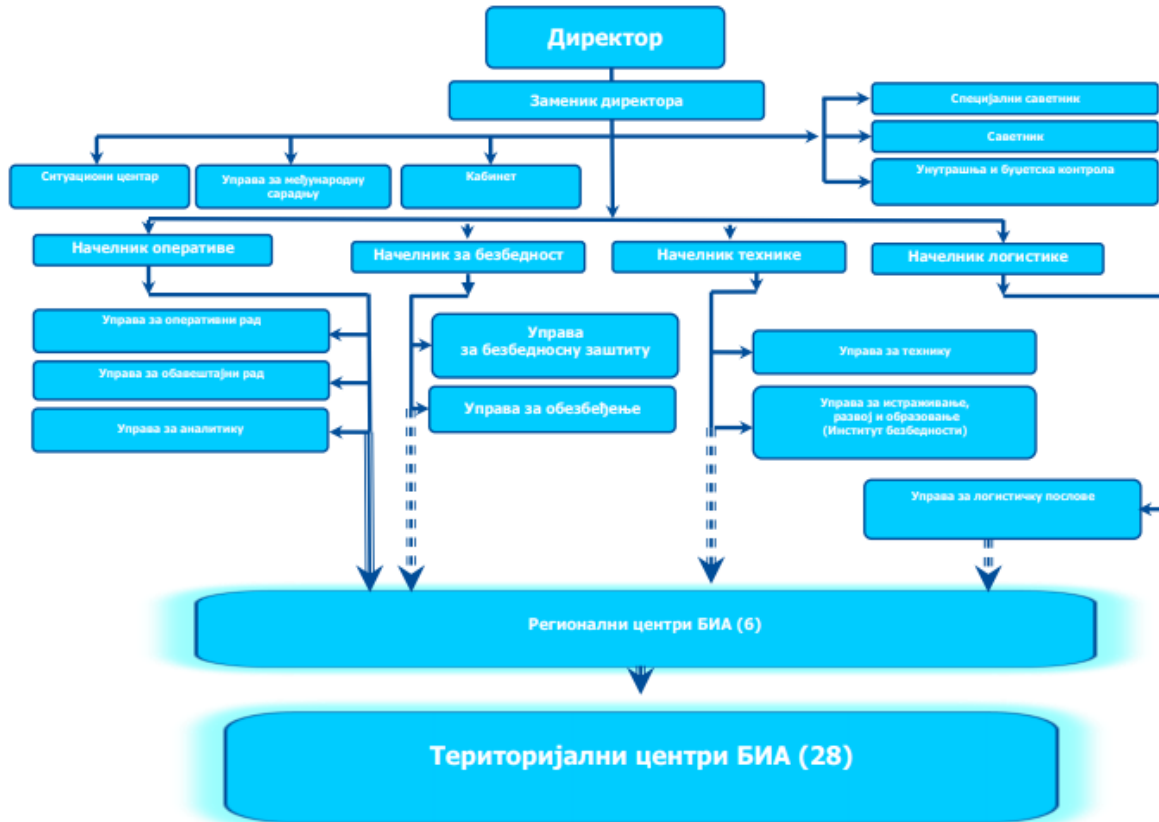 Директор
Заменик директора
Специјални саветник
Саветник
Унутрашња и буџетска контрола
Ситуациони центар
Управа за међународну
сарадњу
Кабинет
Начелник оперативе
Начелник за безбедност
Начелник технике
Начелник логистике
Управа за оперативни рад
Управа за обавештајни рад
Управа за аналитику
Управа
за безбедносну заштиту
Управа за обезбеђење
Управа за технику
Управа за истраживање,
развој и образовање
(Институт безбедности)
Управа за логистичку послове
Регионални центри БИА (6)
Територијални центри БИА (28)